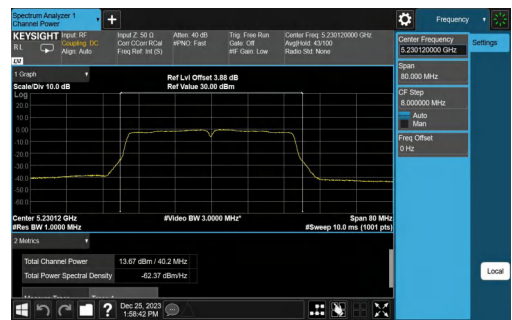 Spectrum Analyzer 1
Channel Power
+
Frequency
KEYSIGHT
RL
LV
Input: RF
Coupling: DC
Align: Auto
Input Z: 50 Ω
Corr CCorr RCal
Freq Ref: Int (S)
Atten: 40 dB
#PNO: Fast
Trig: Free Run
Gate: Off
#IF Gain: Low
Center Freq: 5.230120000 GHz
Avg|Hold: 43/100
Radio Std: None
Center Frequency
5.230120000 GHz
Settings
Span
80.000 MHz
CF Step
8.000000 MHz
Auto
Man
Freq Offset
0 Hz
1 Graph
Scale/Div 10.0 dB
Ref Lvl Offset 3.88 dB
Ref Value 30.00 dBm
Log
20.0
10.0
0.00
-10.0
-20.0
-30.0
-40.0
-50.0
-60.0
Center 5.23012 GHz
#Res BW 1.0000 MHz
#Video BW 3.0000 MHz*
Span 80 MHz
#Sweep 10.0 ms (1001 pts)
2 Metrics
Total Channel Power 13.67 dBm / 40.2 MHz
Total Power Spectral Density -62.37 dBm/Hz
Local
?
Dec 25, 2023
1:58:42 PM